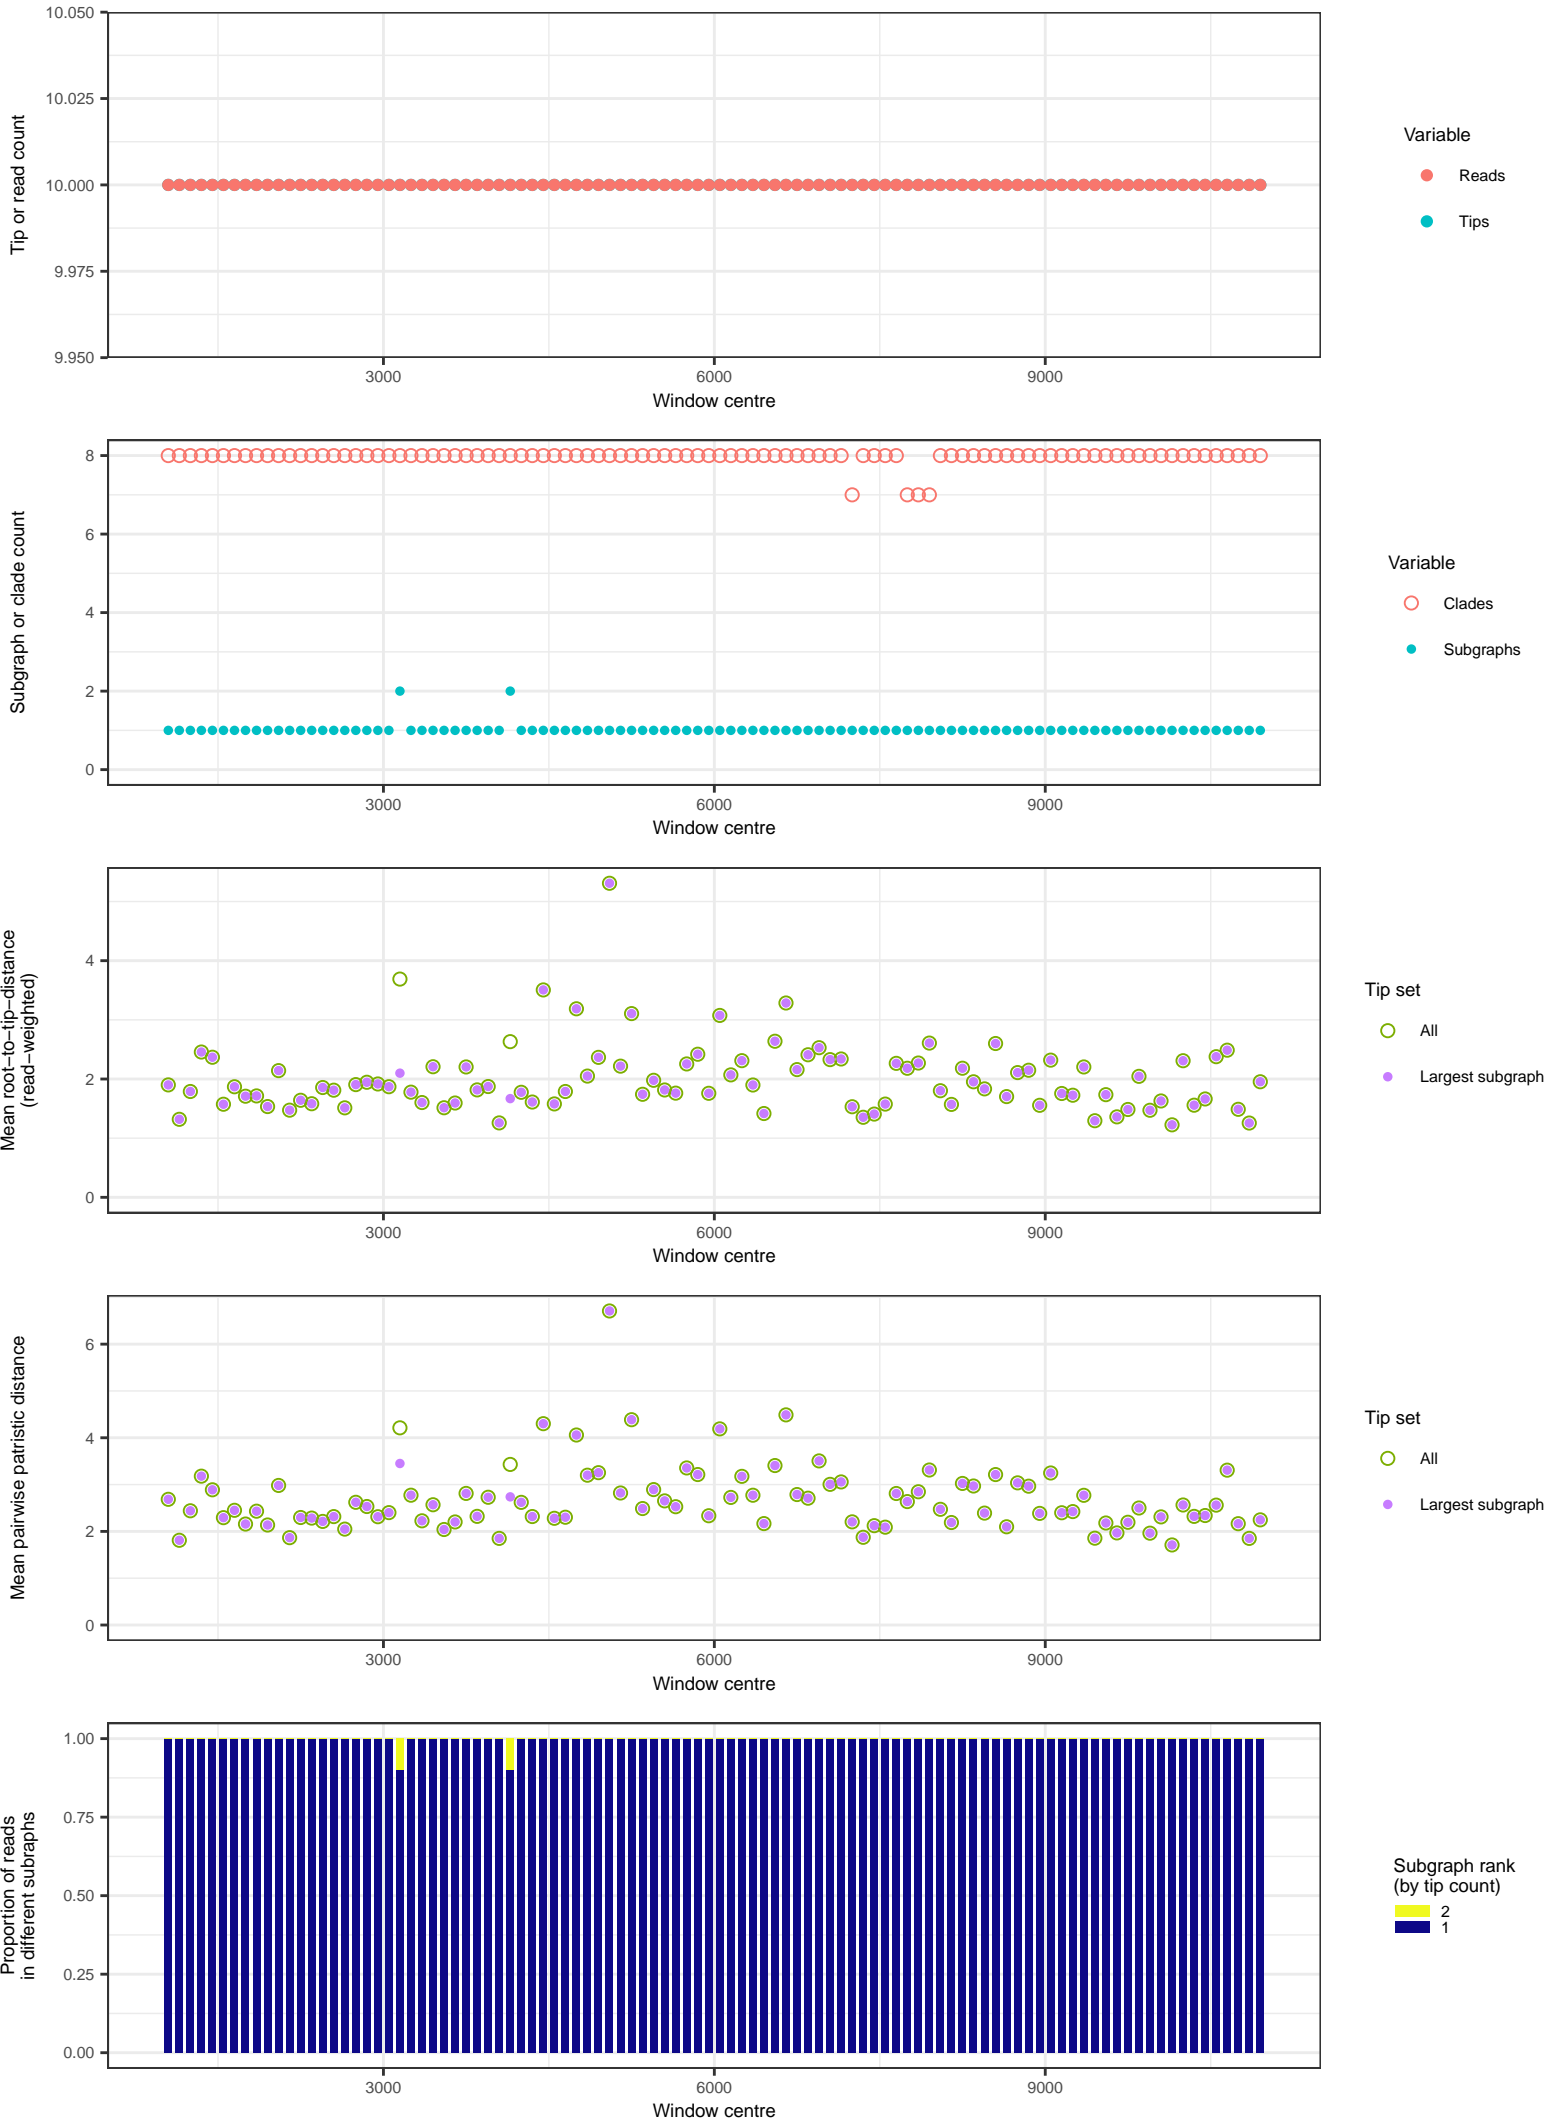 10.050
10.025
10.000
9.975
9.950
Tip or read count
3000 6000 9000
Window centre
Variable
Reads
Tips
8
6
4
2
0
Subgraph or clade count
3000 6000 9000
Window centre
Variable
Clades
Subgraphs
4
2
0
Mean root−to−tip−distance
(read−weighted)
3000 6000 9000
Window centre
Tip set
All
Largest subgraph
6
4
2
0
Mean pairwise patristic distance
3000 6000 9000
Window centre
Tip set
All
Largest subgraph
1.00
0.75
0.50
0.25
0.00
Proportion of reads
in different subraphs
3000 6000 9000
Window centre
Subgraph rank
(by tip count)
2
1